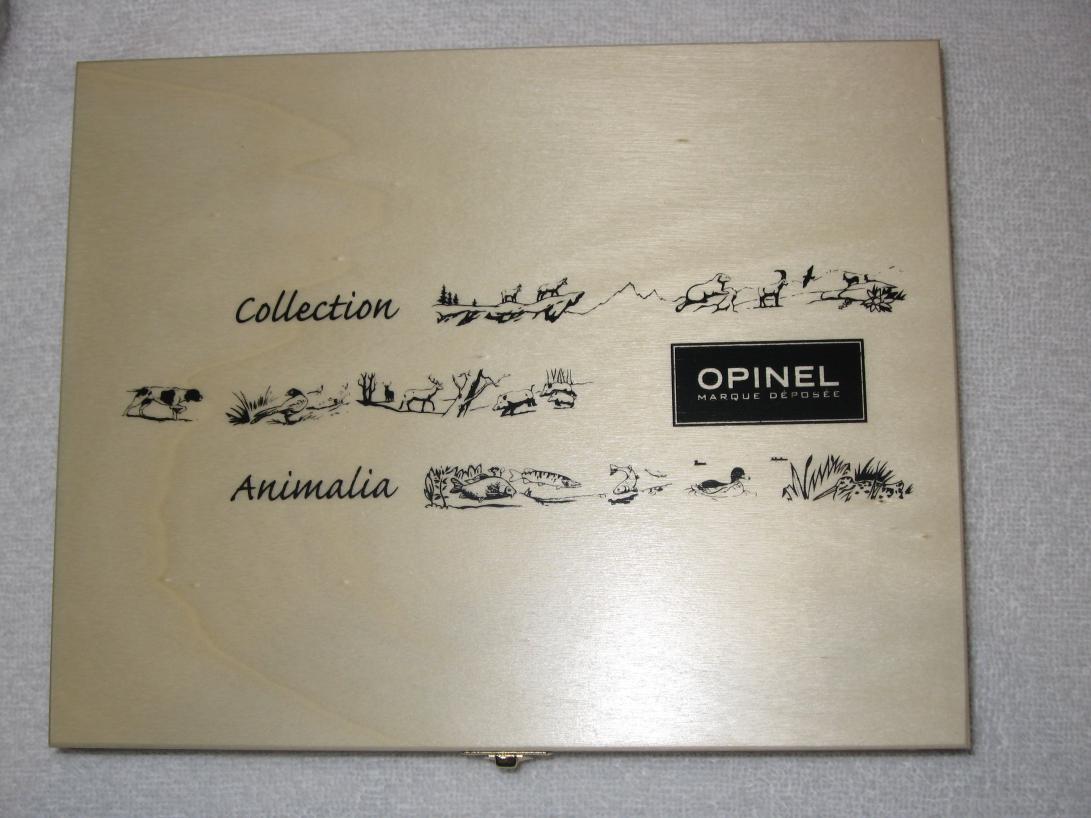 Collection
OPINEL
MARQUE DÉPOSÉE
Animalia